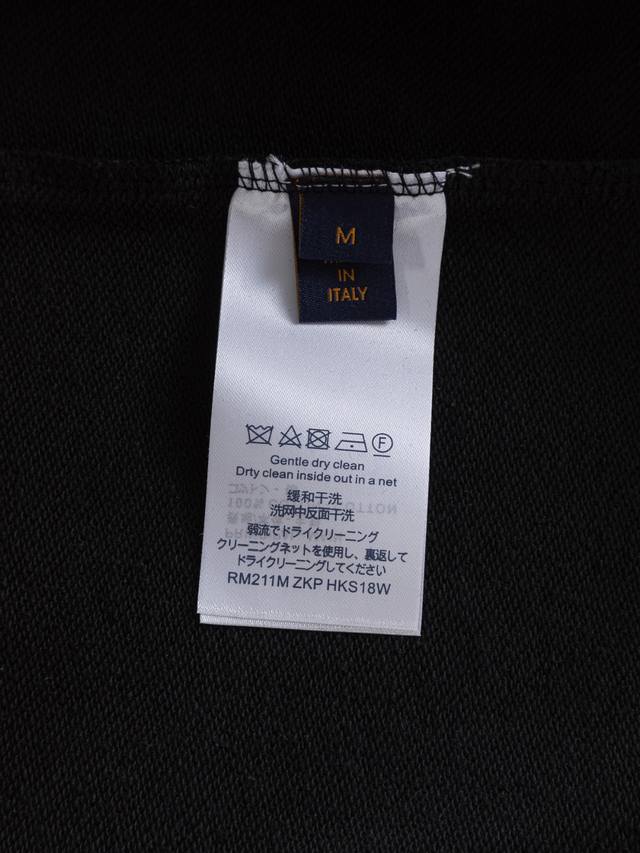 M
IN
ITALY
F
Gentle dry clean
Drty clean inside out in a net
缓和干洗
洗网中反面干洗
弱流でドライクリーニング
クリーニングネットを使用し、裏返して
ドライクリーニングしてください
RM211M ZKP HKS18W